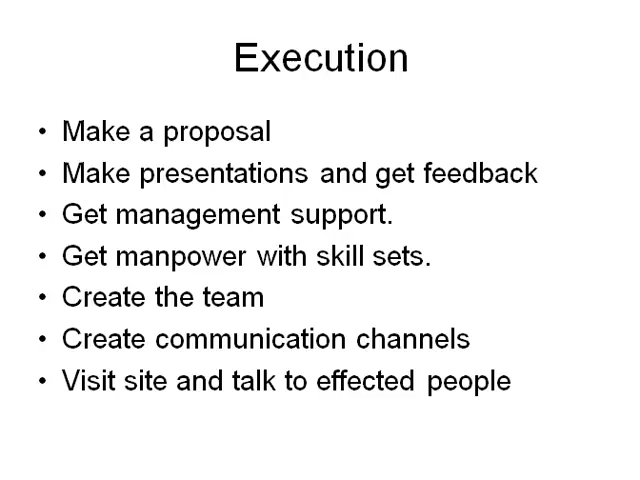 Execution
• Make a proposal
• Make presentations and get feedback
• Get management support.
• Get manpower with skill sets.
• Create the team
• Create communication channels
• Visit site and talk to effected people